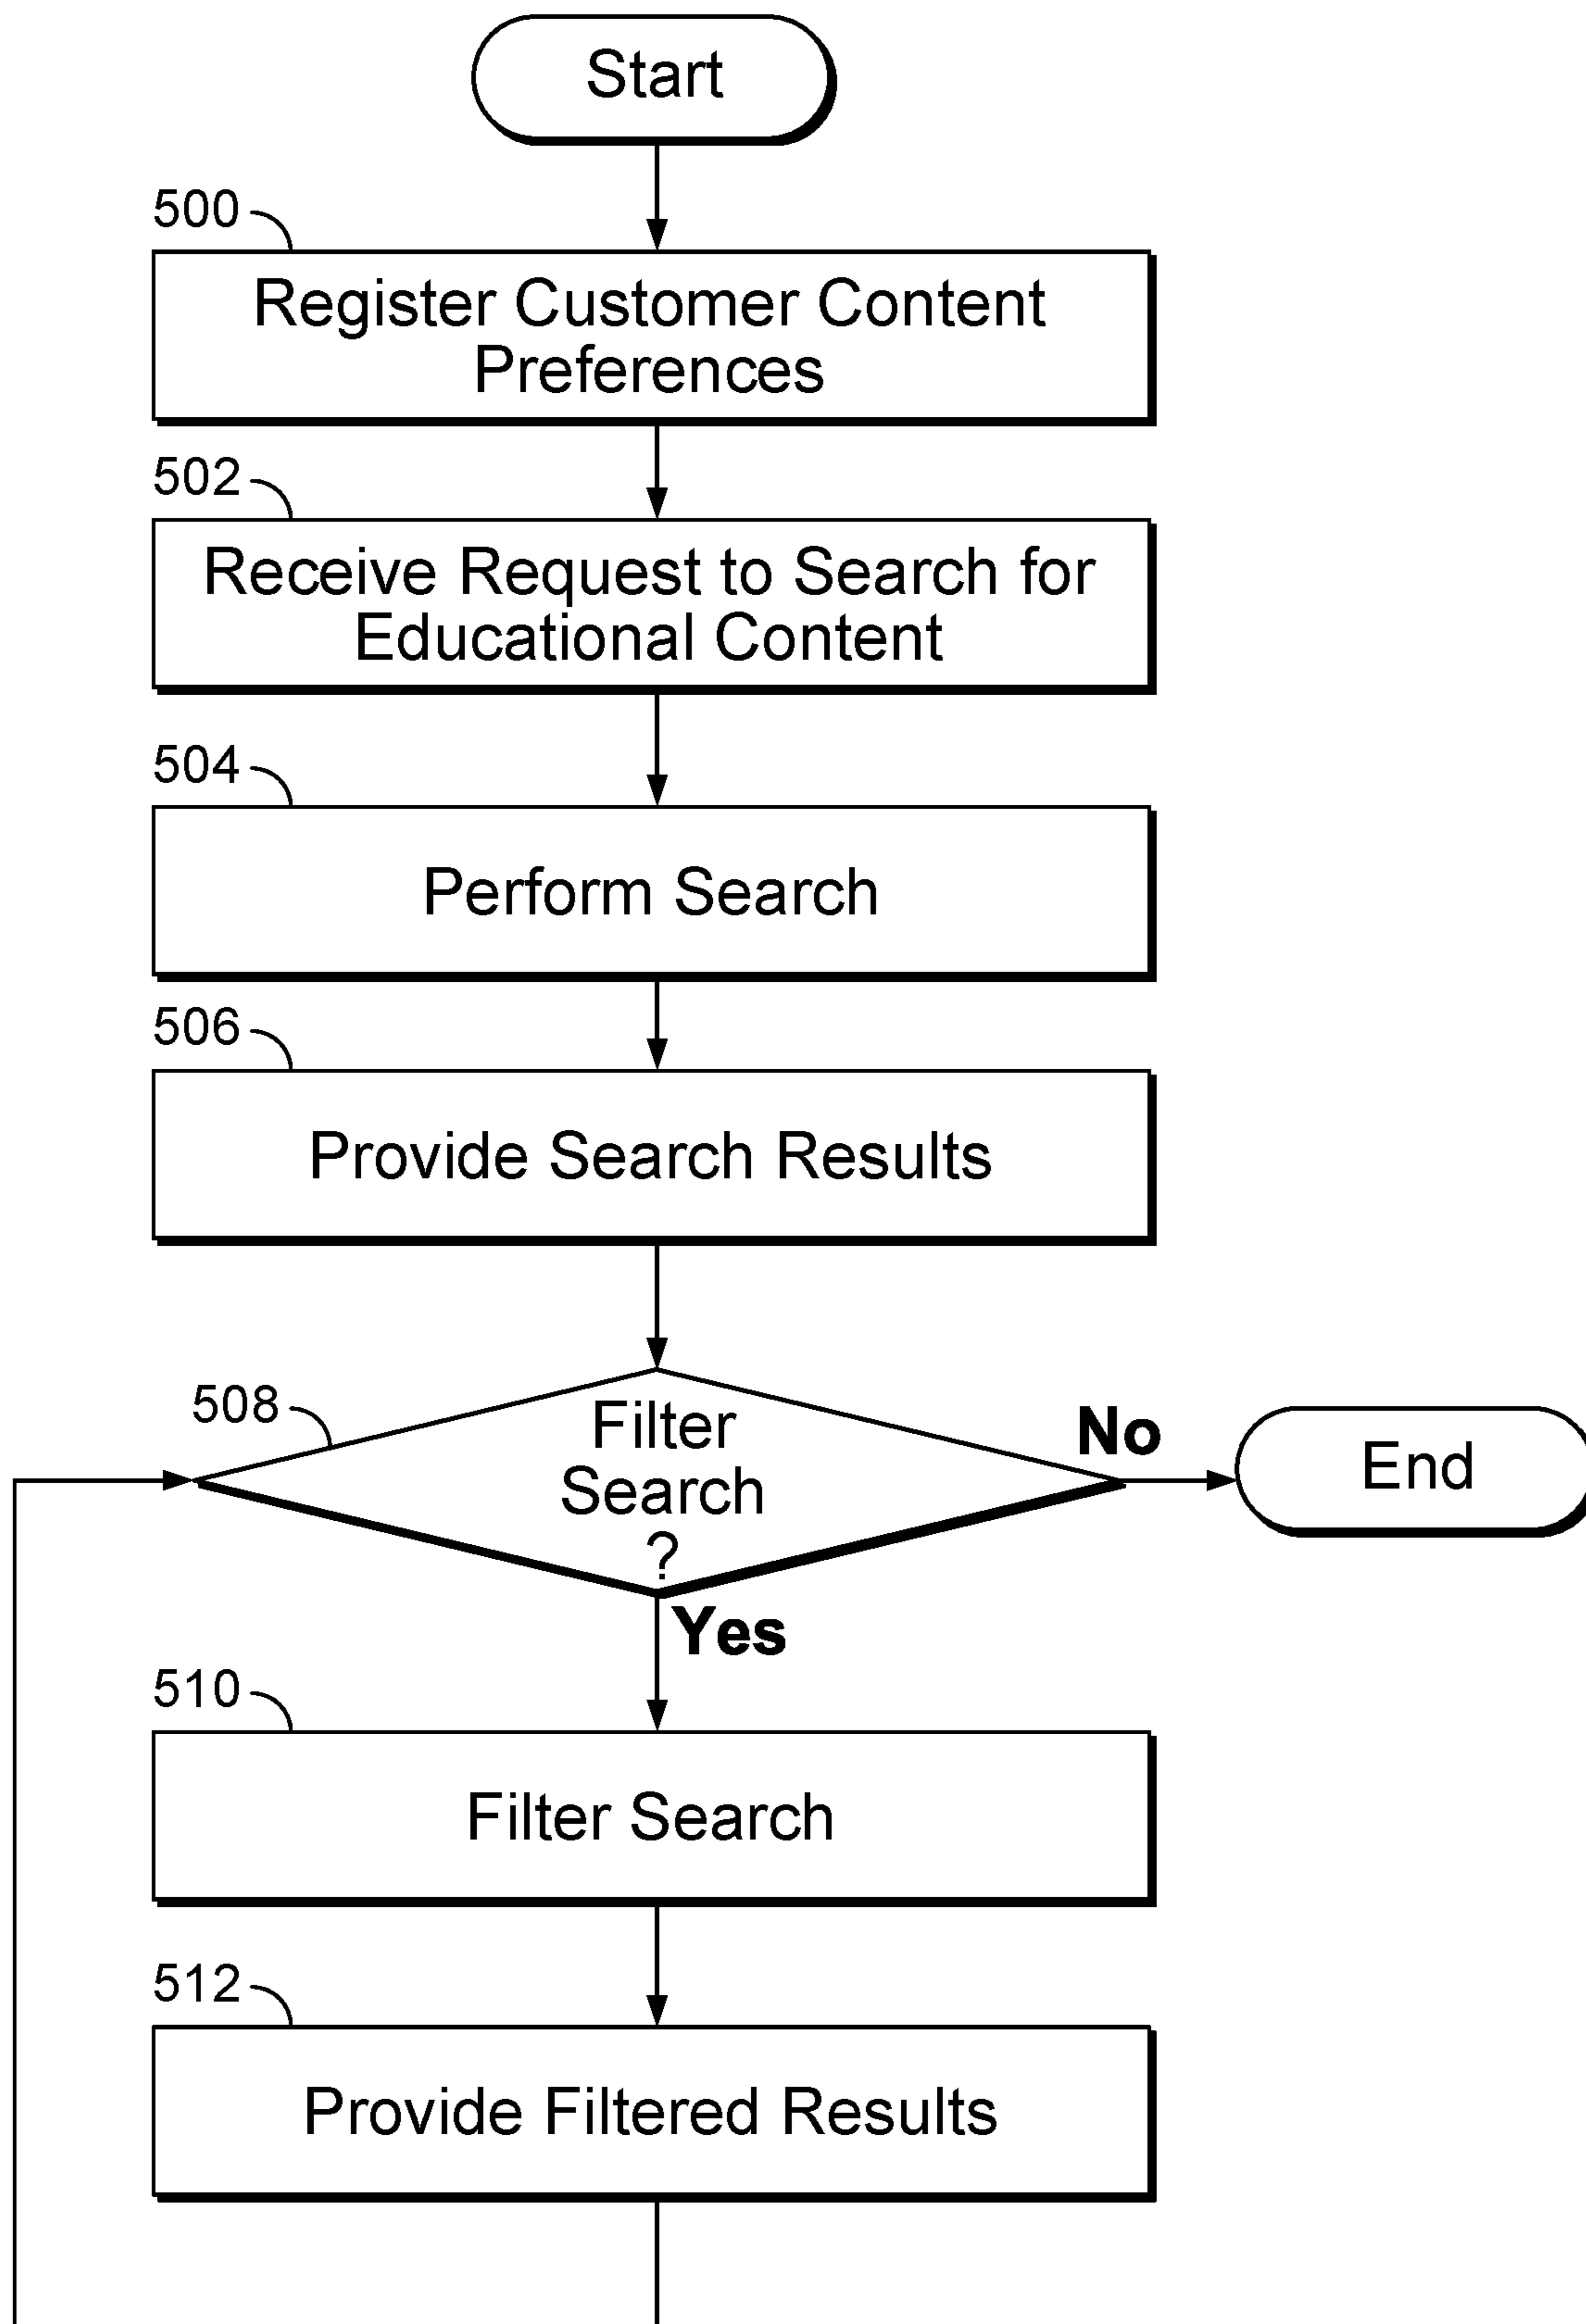 Start
500
Register Customer Content
Preferences
502
Receive Request to Search for
Educational Content
504
Perform Search
506
Provide Search Results
508
Filter
Search
?
No
End
Yes
510
Filter Search
512
Provide Filtered Results